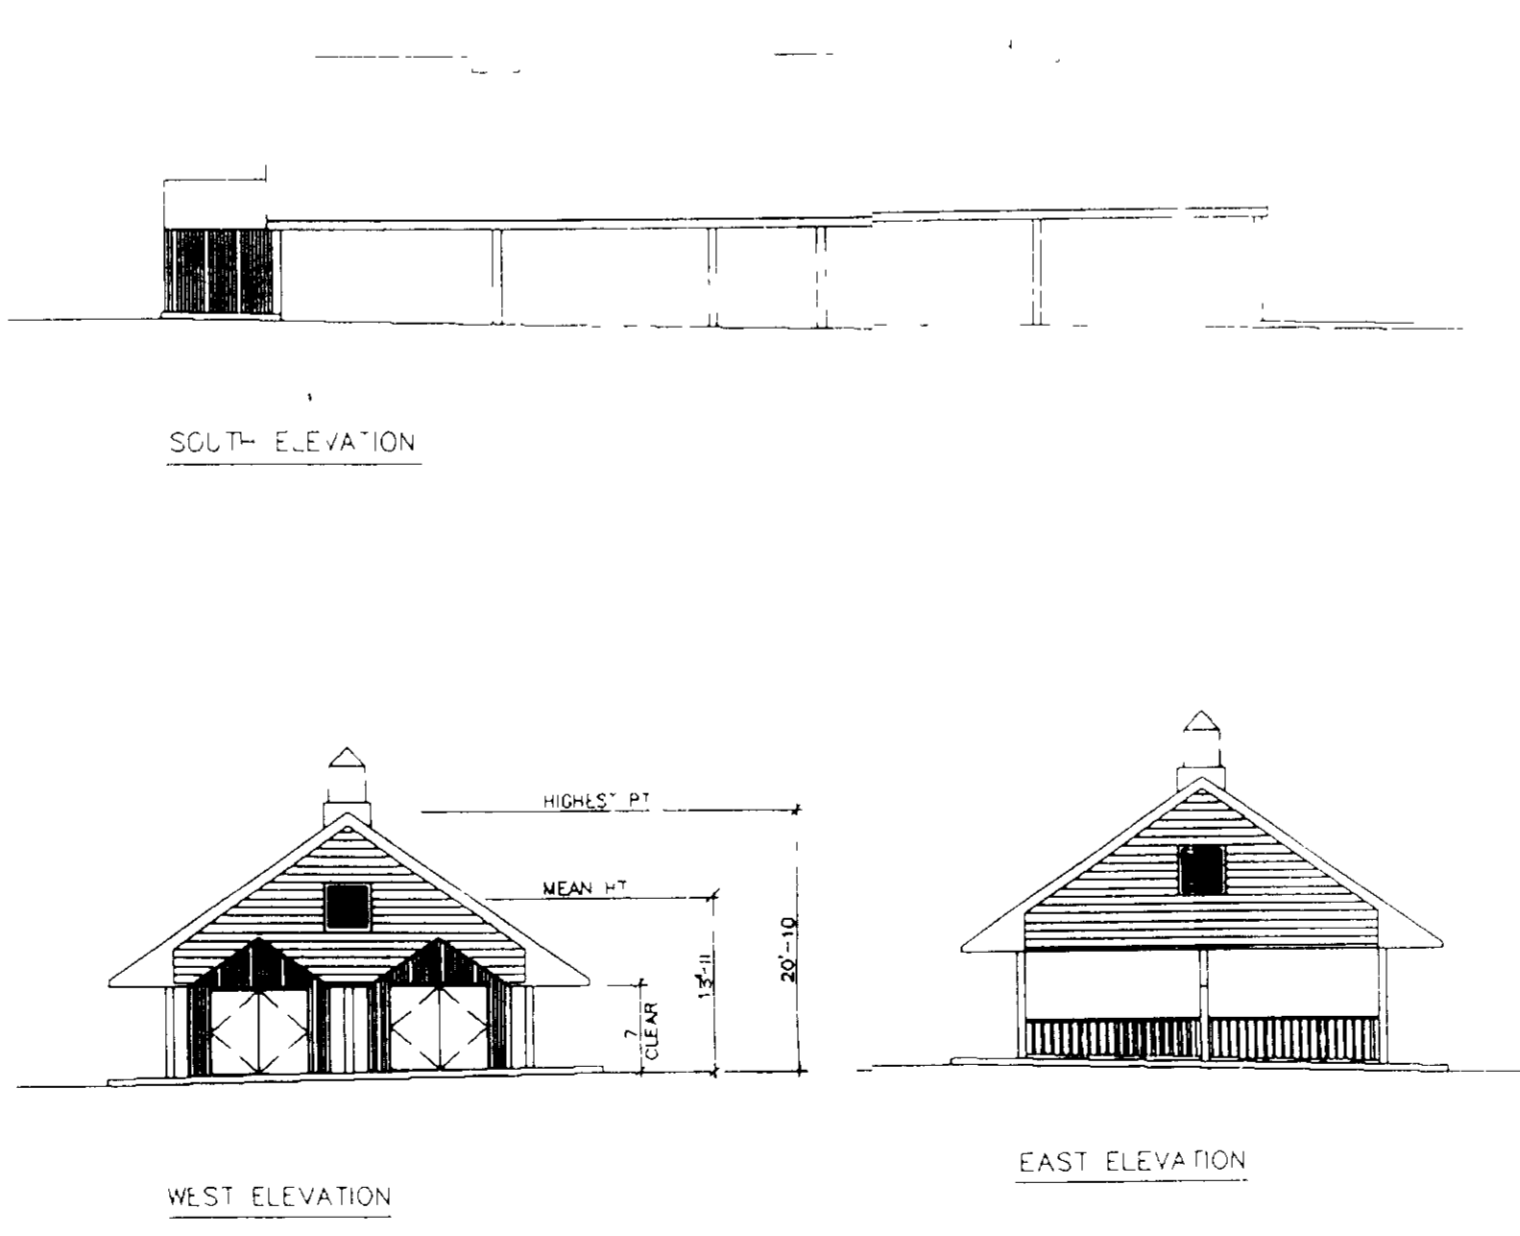 SOUTH ELEVATION
HIGHEST PT
MEAN HT
13'-11
20'-10
7
CLEAR
EAST ELEVATION
WEST ELEVATION